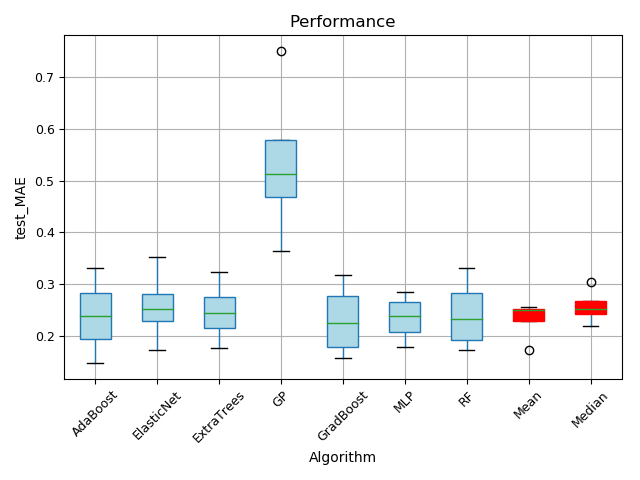 Performance
test_MAE
0.7
0.6
0.5
0.4
0.3
0.2
AdaBoost
ElasticNet
ExtraTrees
GP
GradBoost
MLP
RF
Mean
Median
Algorithm